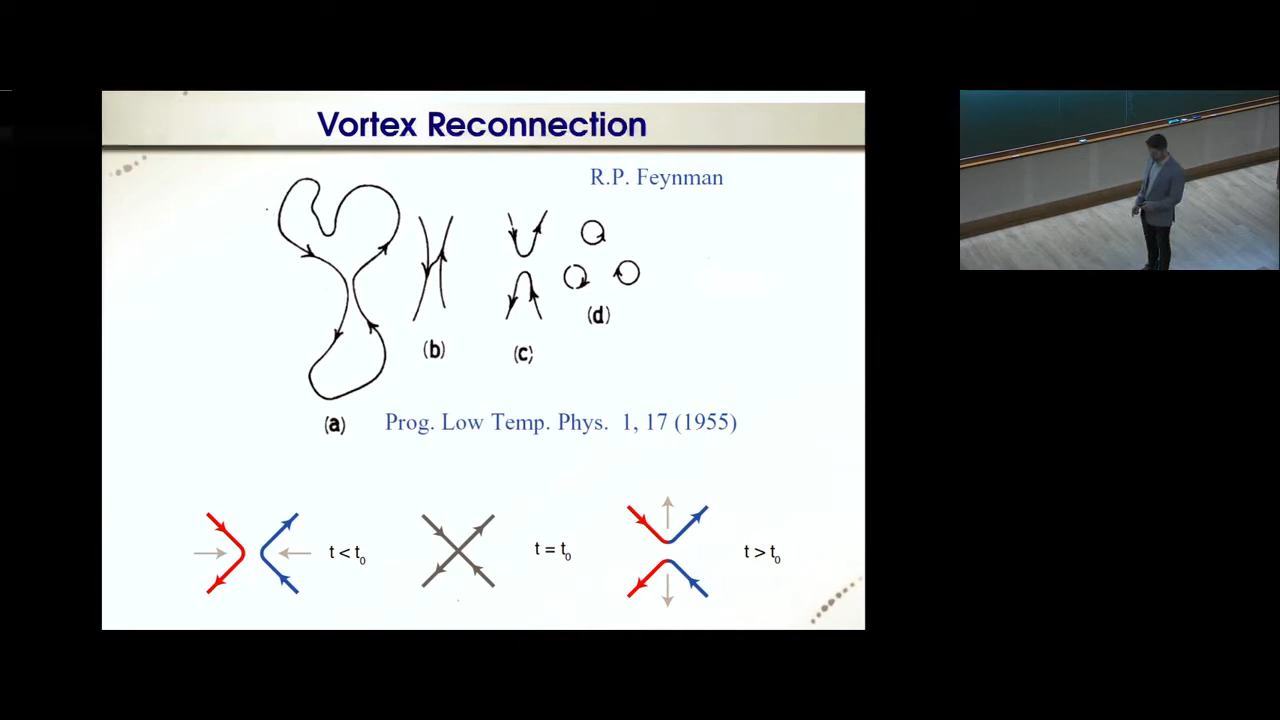 Vortex Reconnection
R.P. Feynman
(a)
(b)
(c)
(d)
Prog. Low Temp. Phys. 1, 17 (1955)
t < t₀
t = t₀
t > t₀